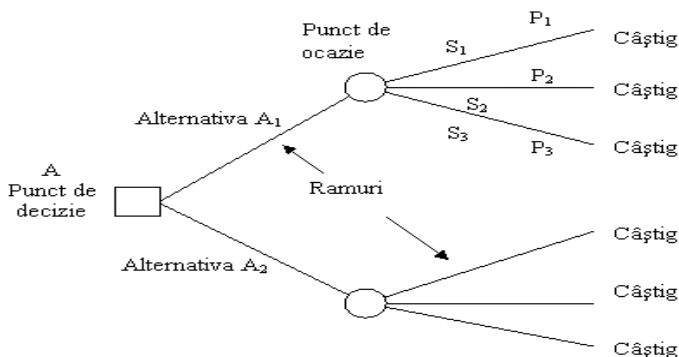 Punct de
ocazie
P₁
S₁
Câştig
P₂
Câştig
S₂
S₃
P₃
Câştig
Alternativa A₁
A
Punct de
decizie
Ramuri
Alternativa A₂
Câştig
Câştig
Câştig